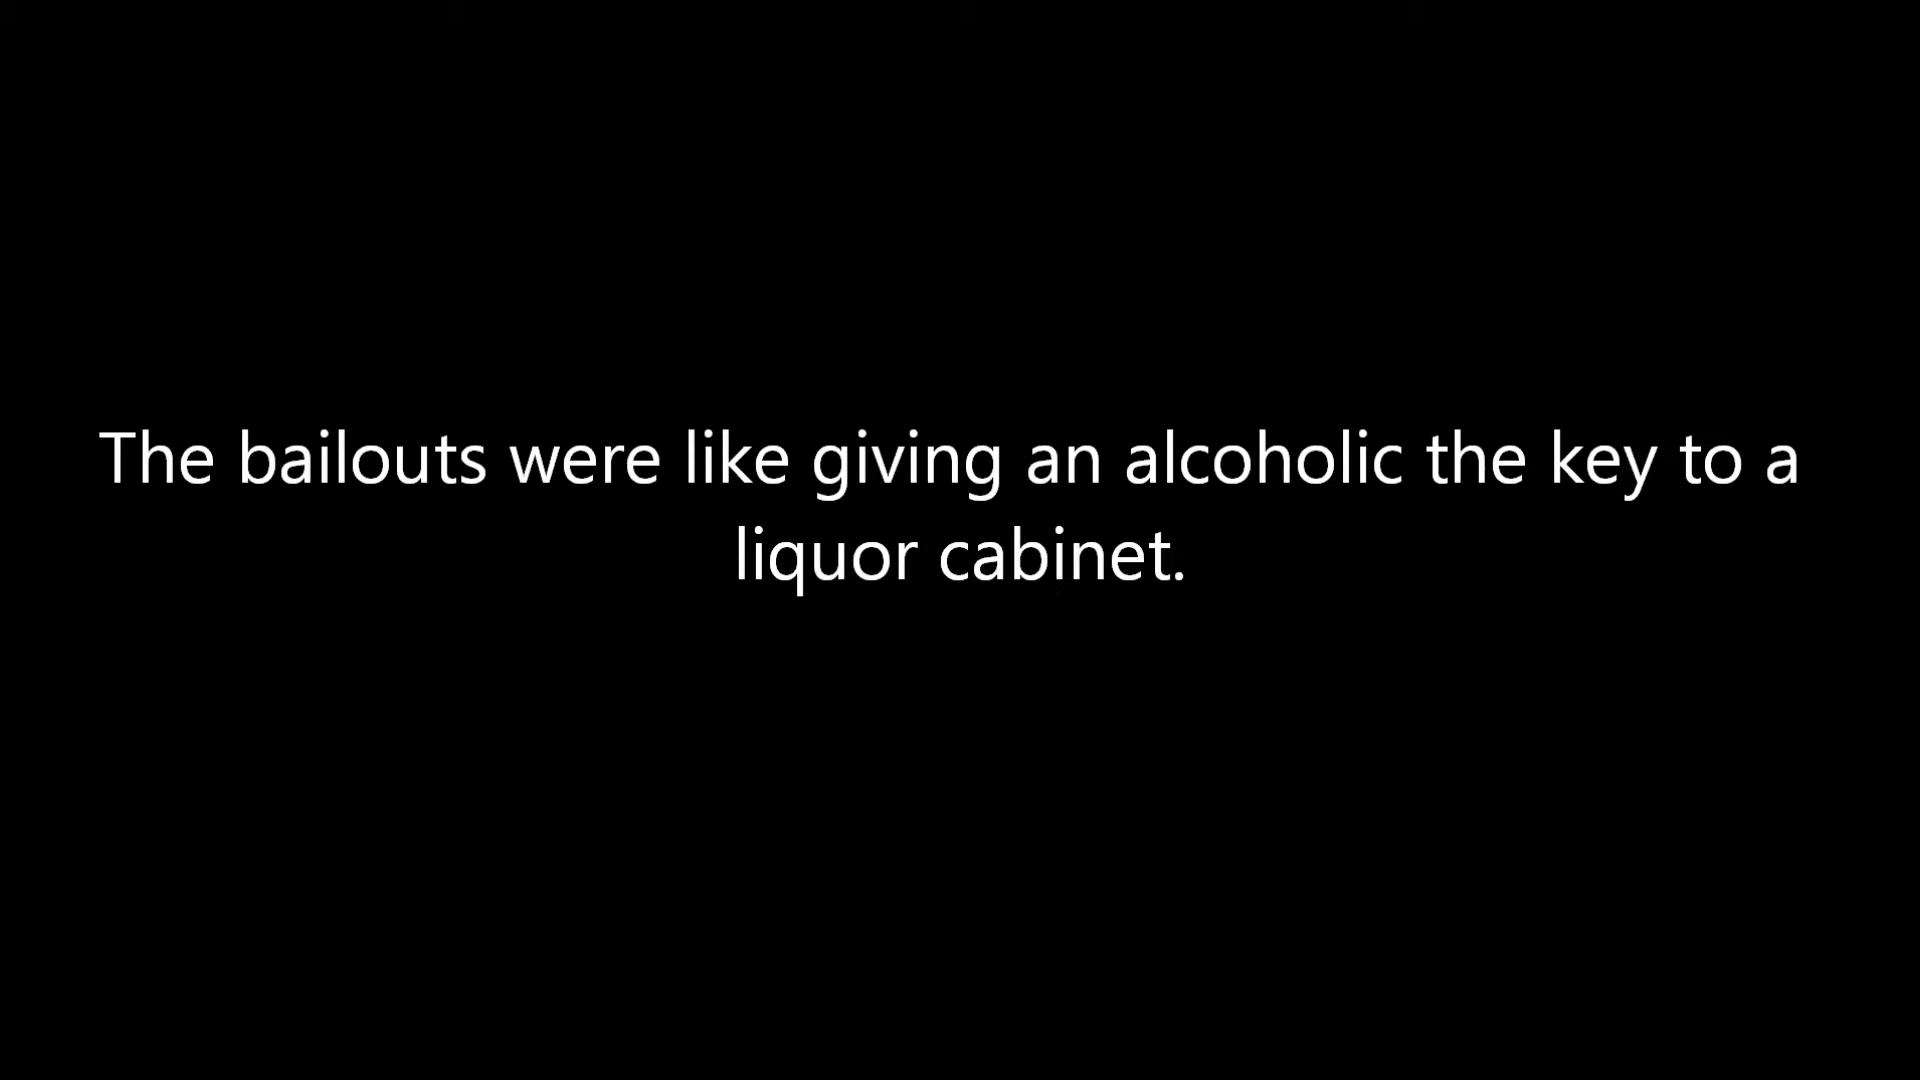 The bailouts were like giving an alcoholic the key to a
liquor cabinet.